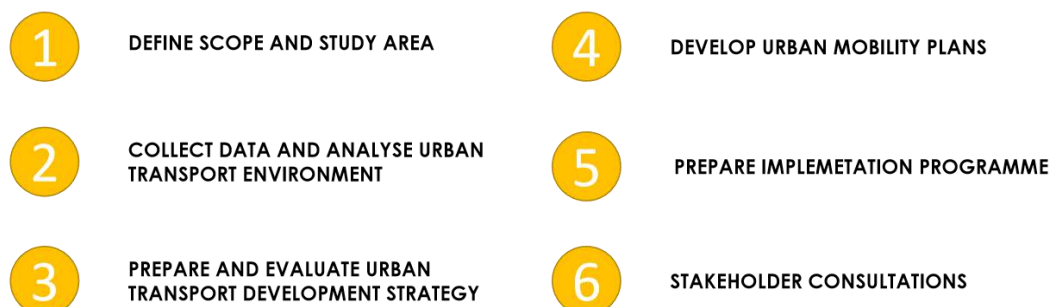 1
DEFINE SCOPE AND STUDY AREA
2
COLLECT DATA AND ANALYSE URBAN
TRANSPORT ENVIRONMENT
3
PREPARE AND EVALUATE URBAN
TRANSPORT DEVELOPMENT STRATEGY
4
DEVELOP URBAN MOBILITY PLANS
5
PREPARE IMPLEMETATION PROGRAMME
6
STAKEHOLDER CONSULTATIONS